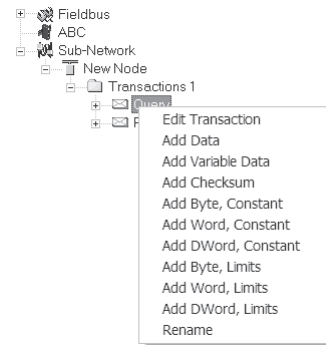 Fieldbus
ABC
Sub-Network
New Node
Transactions 1
Query
Edit Transaction
Add Data
Add Variable Data
Add Checksum
Add Byte, Constant
Add Word, Constant
Add DWord, Constant
Add Byte, Limits
Add Word, Limits
Add DWord, Limits
Rename